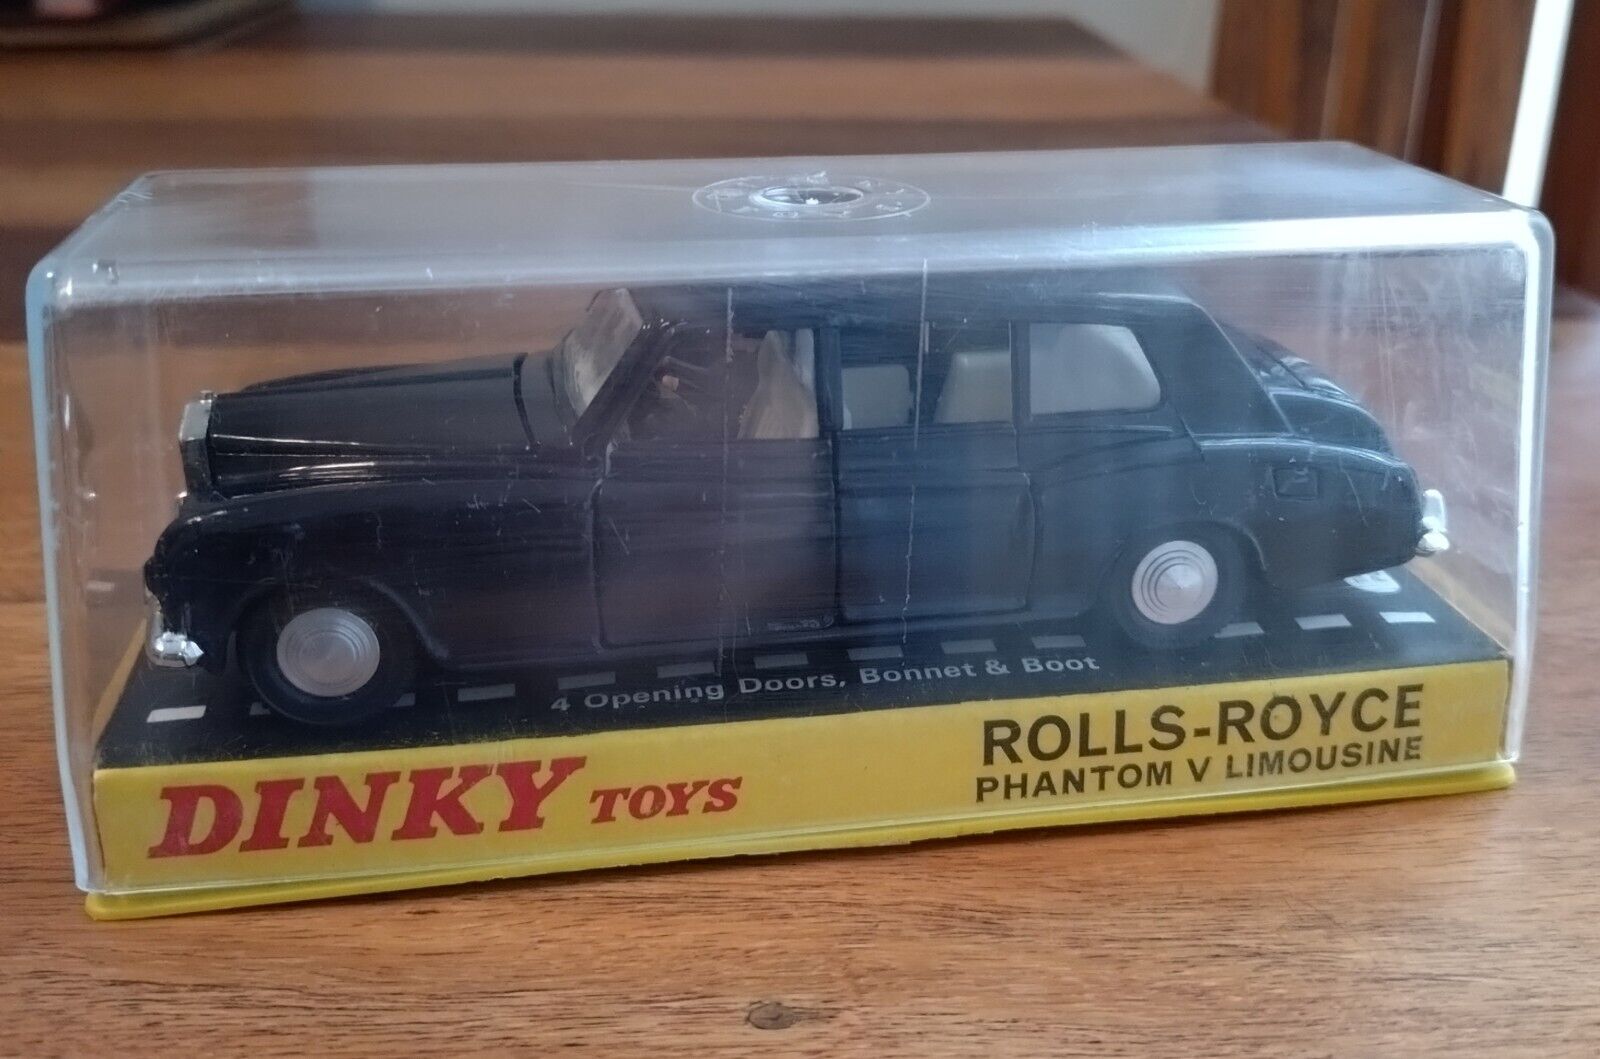 4 Opening Doors, Bonnet & Boot
DINKY TOYS
ROLLS-ROYCE
PHANTOM V LIMOUSINE